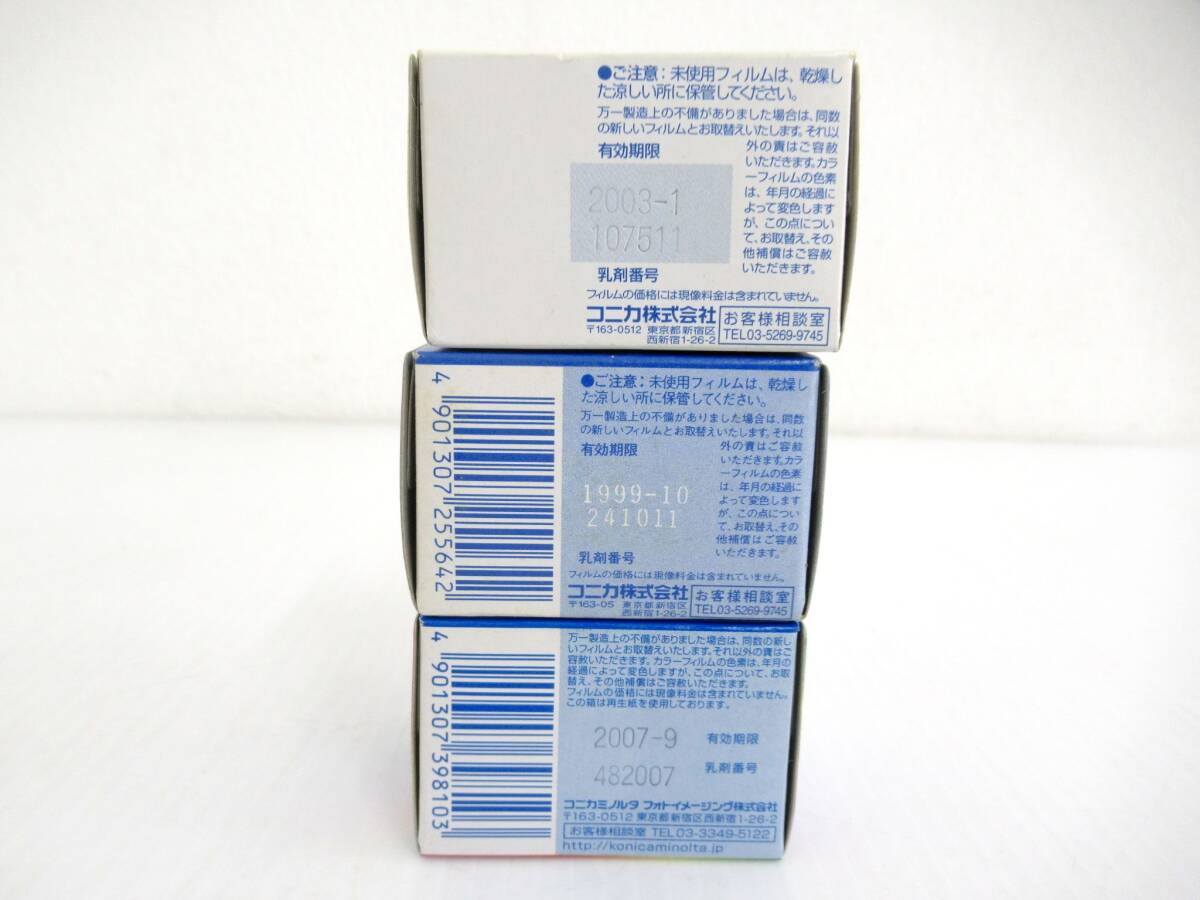 ●ご注意：未使用フィルムは、乾燥し
た涼しい所に保管してください。
万一製造上の不備がありました場合は、同数
の新しいフィルムとお取替えいたします。それ以
外の責はご容赦
いただきます。カラ
ーフィルムの色素
は、年月の経過に
よって変色します
が、この点につい
て、お取替え、その
他補償はご容赦
いただきます。
有効期限
2003-1
107511
乳剤番号
フィルムの価格には現像料金は含まれていません。
コニカ株式会社
〒163-0512 東京都新宿区
西新宿1-26-2
お客様相談室
TEL03-5269-9745
4 901307 255642
●ご注意：未使用フィルムは、乾燥し
た涼しい所に保管してください。
万一製造上の不備がありました場合は、同数
の新しいフィルムとお取替えいたします。それ以
外の責はご容赦
いただきます。カラ
ーフィルムの色素
は、年月の経過に
よって変色します
が、この点につい
て、お取替え、その
他補償はご容赦
いただきます。
有効期限
1999-10
241011
乳剤番号
フィルムの価格には現像料金は含まれていません。
コニカ株式会社
〒163-05 東京都新宿区
西新宿1-26-2
お客様相談室
TEL03-5269-9745
4 901307 398103
万一製造上の不備がありました場合は、同数の新し
いフィルムとお取替えいたします。それ以外の責はご
容赦いただきます。カラーフィルムの色素は、年月の
経過によって変色しますが、この点について、お取
替え、その他補償はご容赦いただきます。
フィルムの価格には現像料金は含まれていません。
この箱は再生紙を使用しております。
2007-9 有効期限
482007 乳剤番号
コニカミノルタ フォトイメージング株式会社
〒163-0512 東京都新宿区西新宿1-26-2
お客様相談室 TEL03-3349-5122
http://konicaminolta.jp